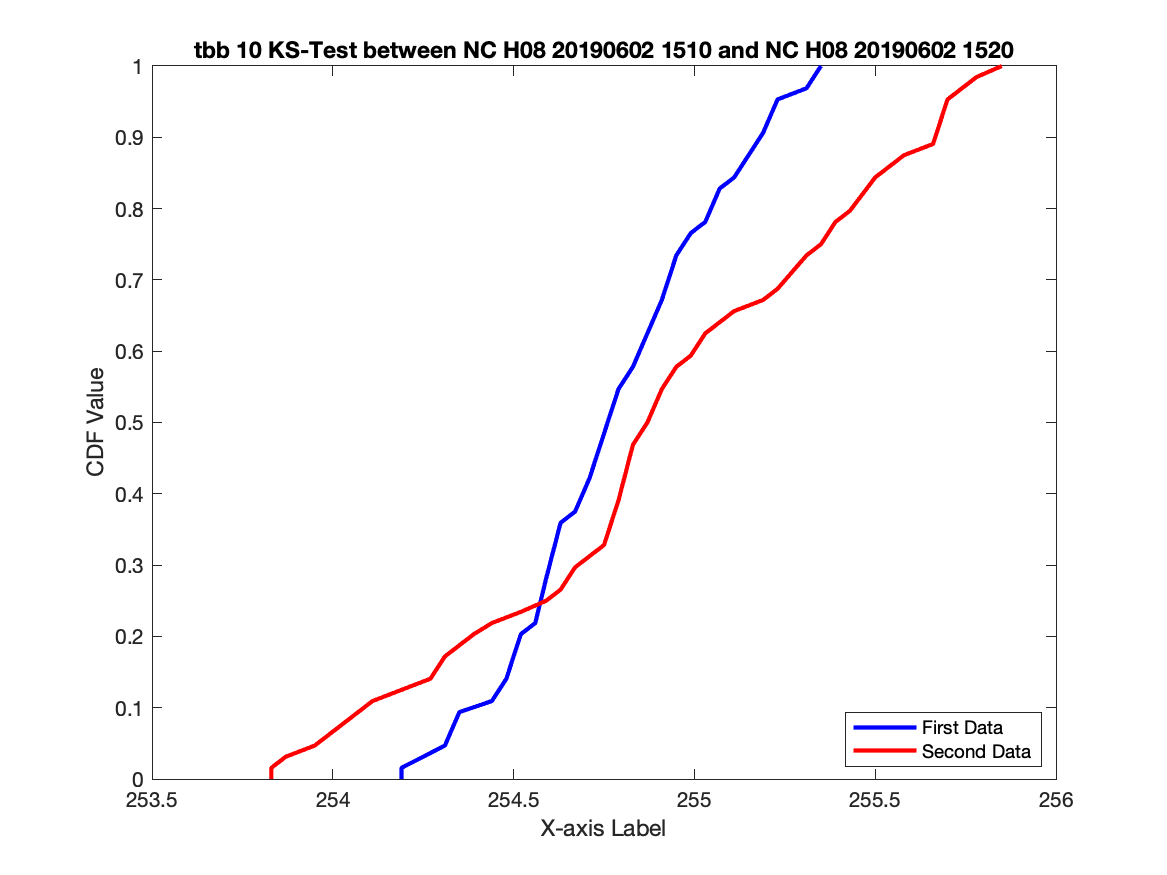 tbb 10 KS-Test between NC H08 20190602 1510 and NC H08 20190602 1520
1
0.9
0.8
0.7
0.6
0.5
0.4
0.3
0.2
0.1
0
CDF Value
First Data
Second Data
253.5 254 254.5 255 255.5 256
X-axis Label